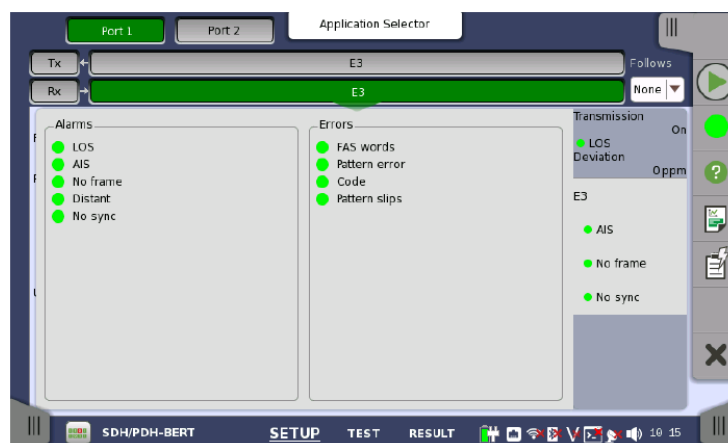 Port 1
Port 2
Application Selector
Tx
E3
Follows
Rx
E3
None
Alarms
LOS
AIS
No frame
Distant
No sync
Errors
FAS words
Pattern error
Code
Pattern slips
Transmission
On
LOS
Deviation
0 ppm
E3
AIS
No frame
No sync
SDH/PDH-BERT
SETUP
TEST
RESULT
10 15